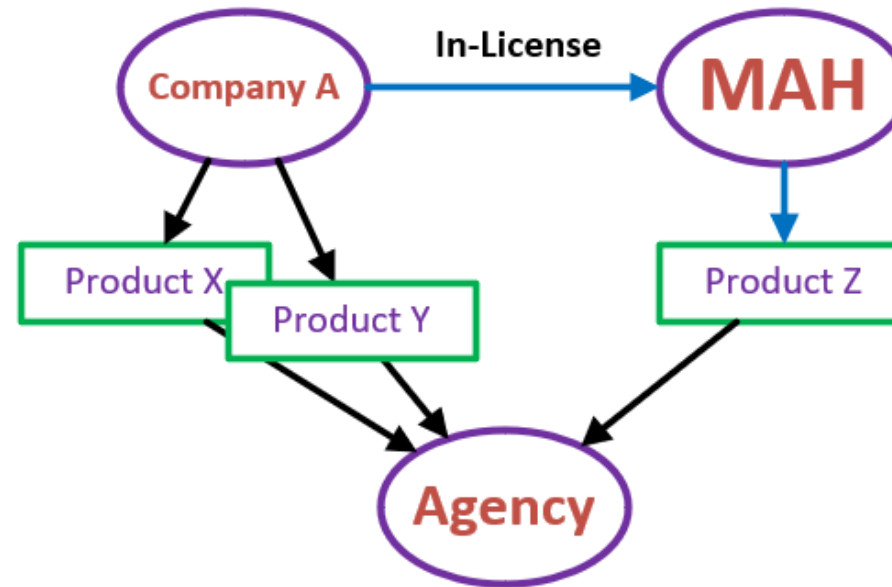 In-License
Company A
MAH
Product X
Product Y
Product Z
Agency